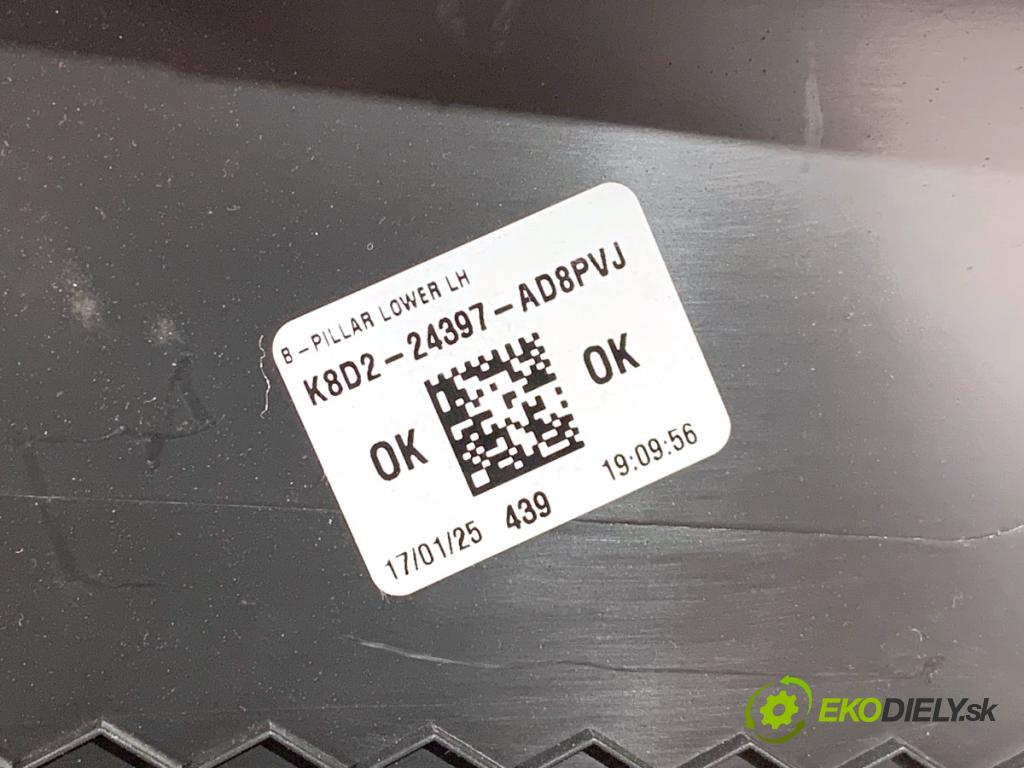 B-PILLAR LOWER LH
K8D2-24397-AD8PVJ
OK OK
17/01/25 439 19:09:56
EKODIELY.sk